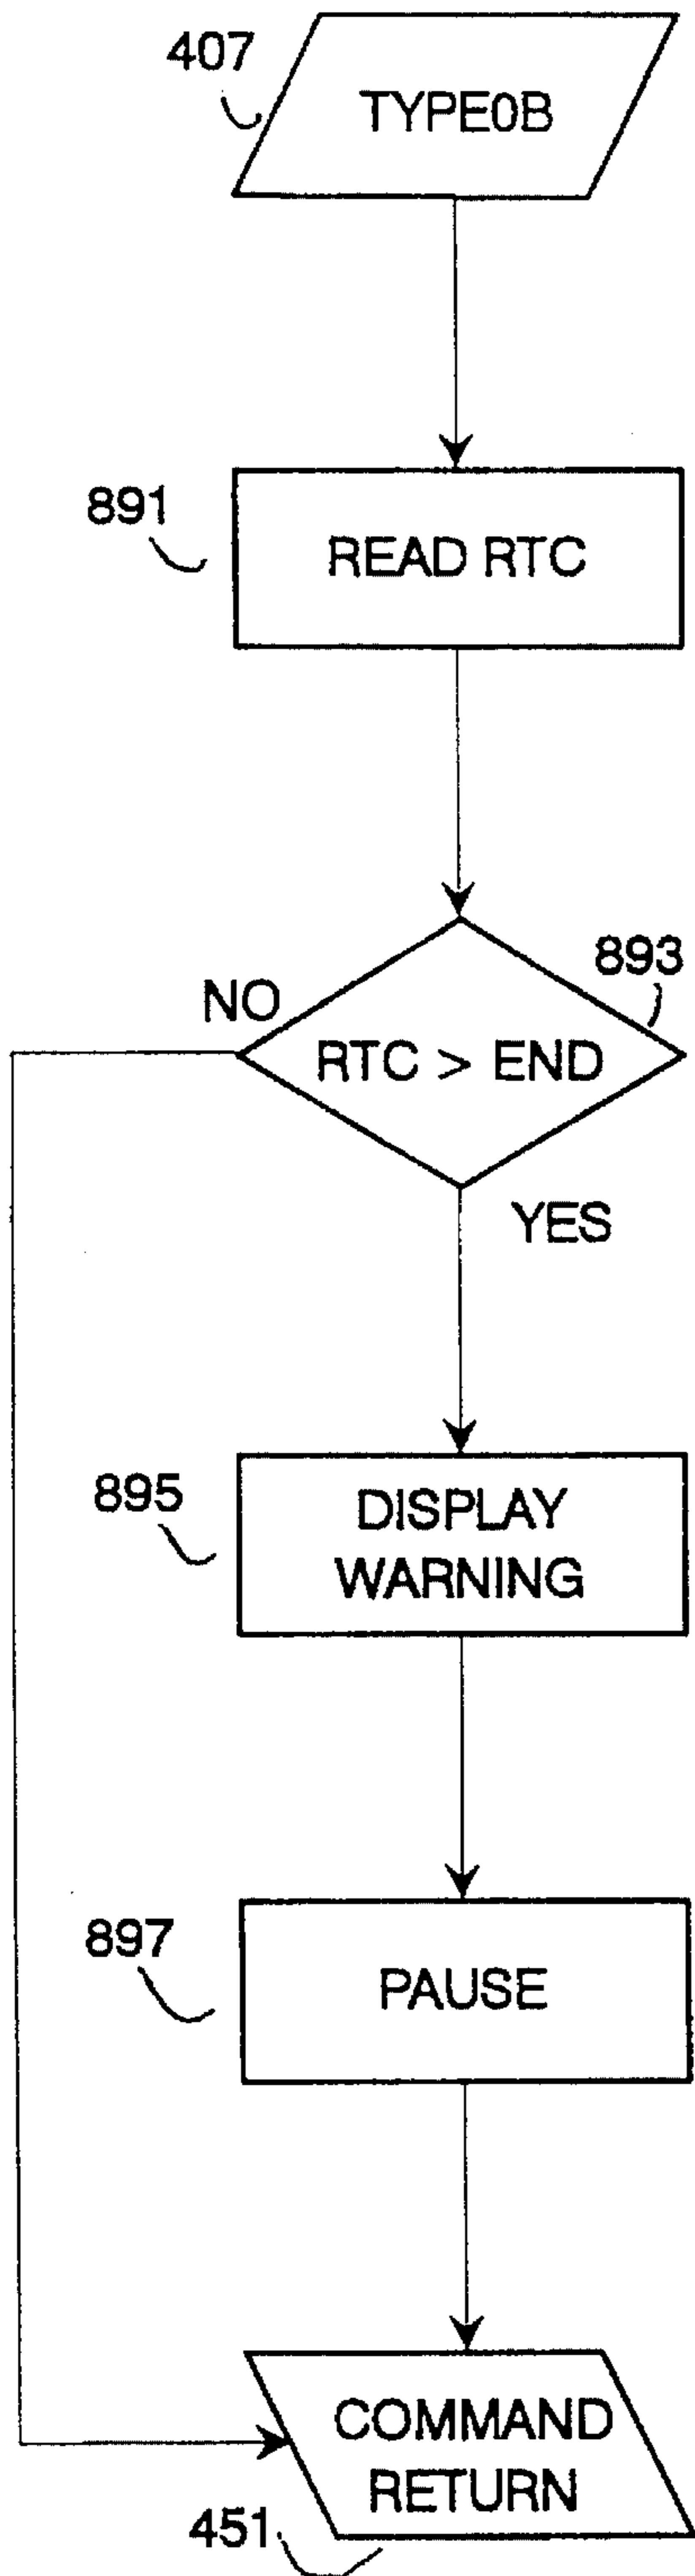 407
TYPE0B
891
READ RTC
893
NO
RTC > END
YES
895
DISPLAY
WARNING
897
PAUSE
COMMAND
RETURN
451